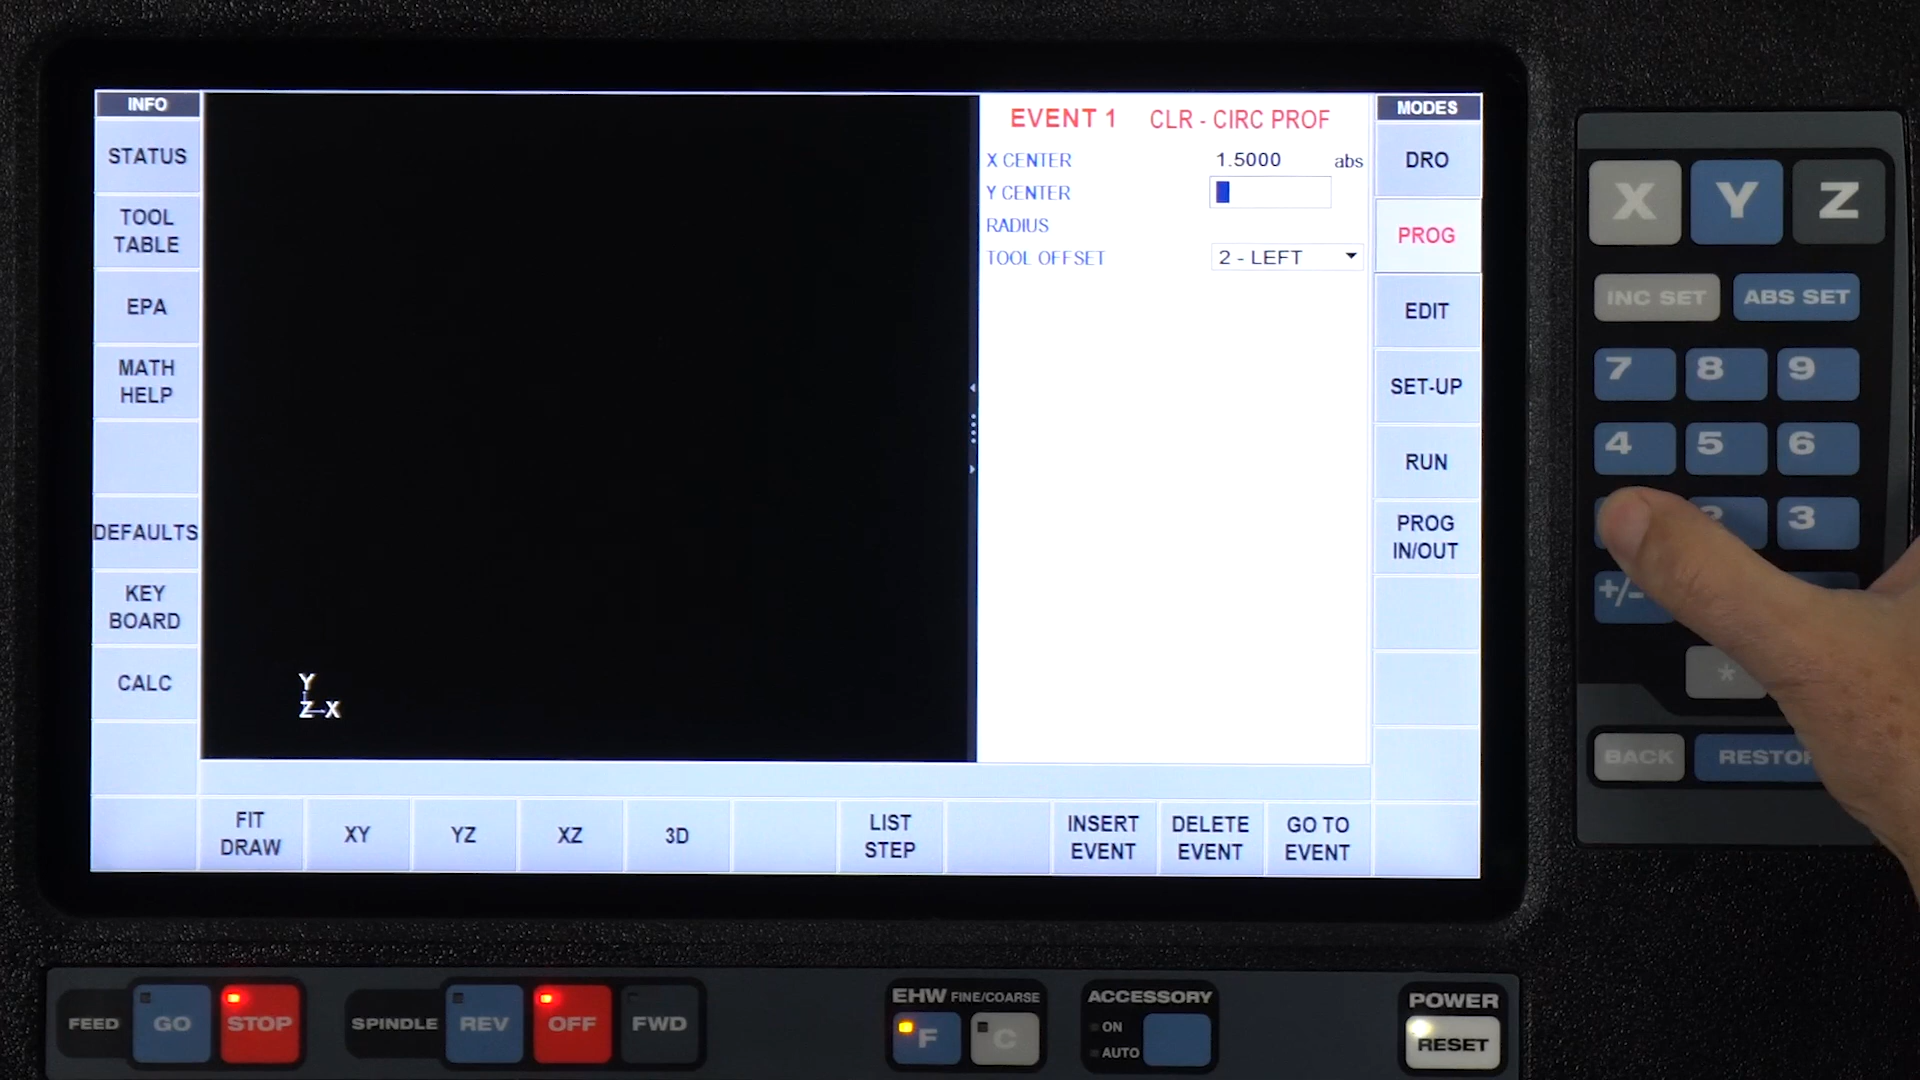 INFO
STATUS
TOOL
TABLE
EPA
MATH
HELP
DEFAULTS
KEY
BOARD
CALC
Y
Z X
EVENT 1 CLR - CIRC PROF
X CENTER 1.5000 abs
Y CENTER
RADIUS
TOOL OFFSET 2 - LEFT
MODES
DRO
PROG
EDIT
SET-UP
RUN
PROG
IN/OUT
FIT
DRAW
XY
YZ
XZ
3D
LIST
STEP
INSERT
EVENT
DELETE
EVENT
GO TO
EVENT
X Y Z
INC SET ABS SET
7 8 9
4 5 6
2 3
+/-
*
BACK
FEED GO STOP
SPINDLE REV OFF FWD
EHW FINE/COARSE
F C
ACCESSORY
ON
AUTO
POWER
RESET